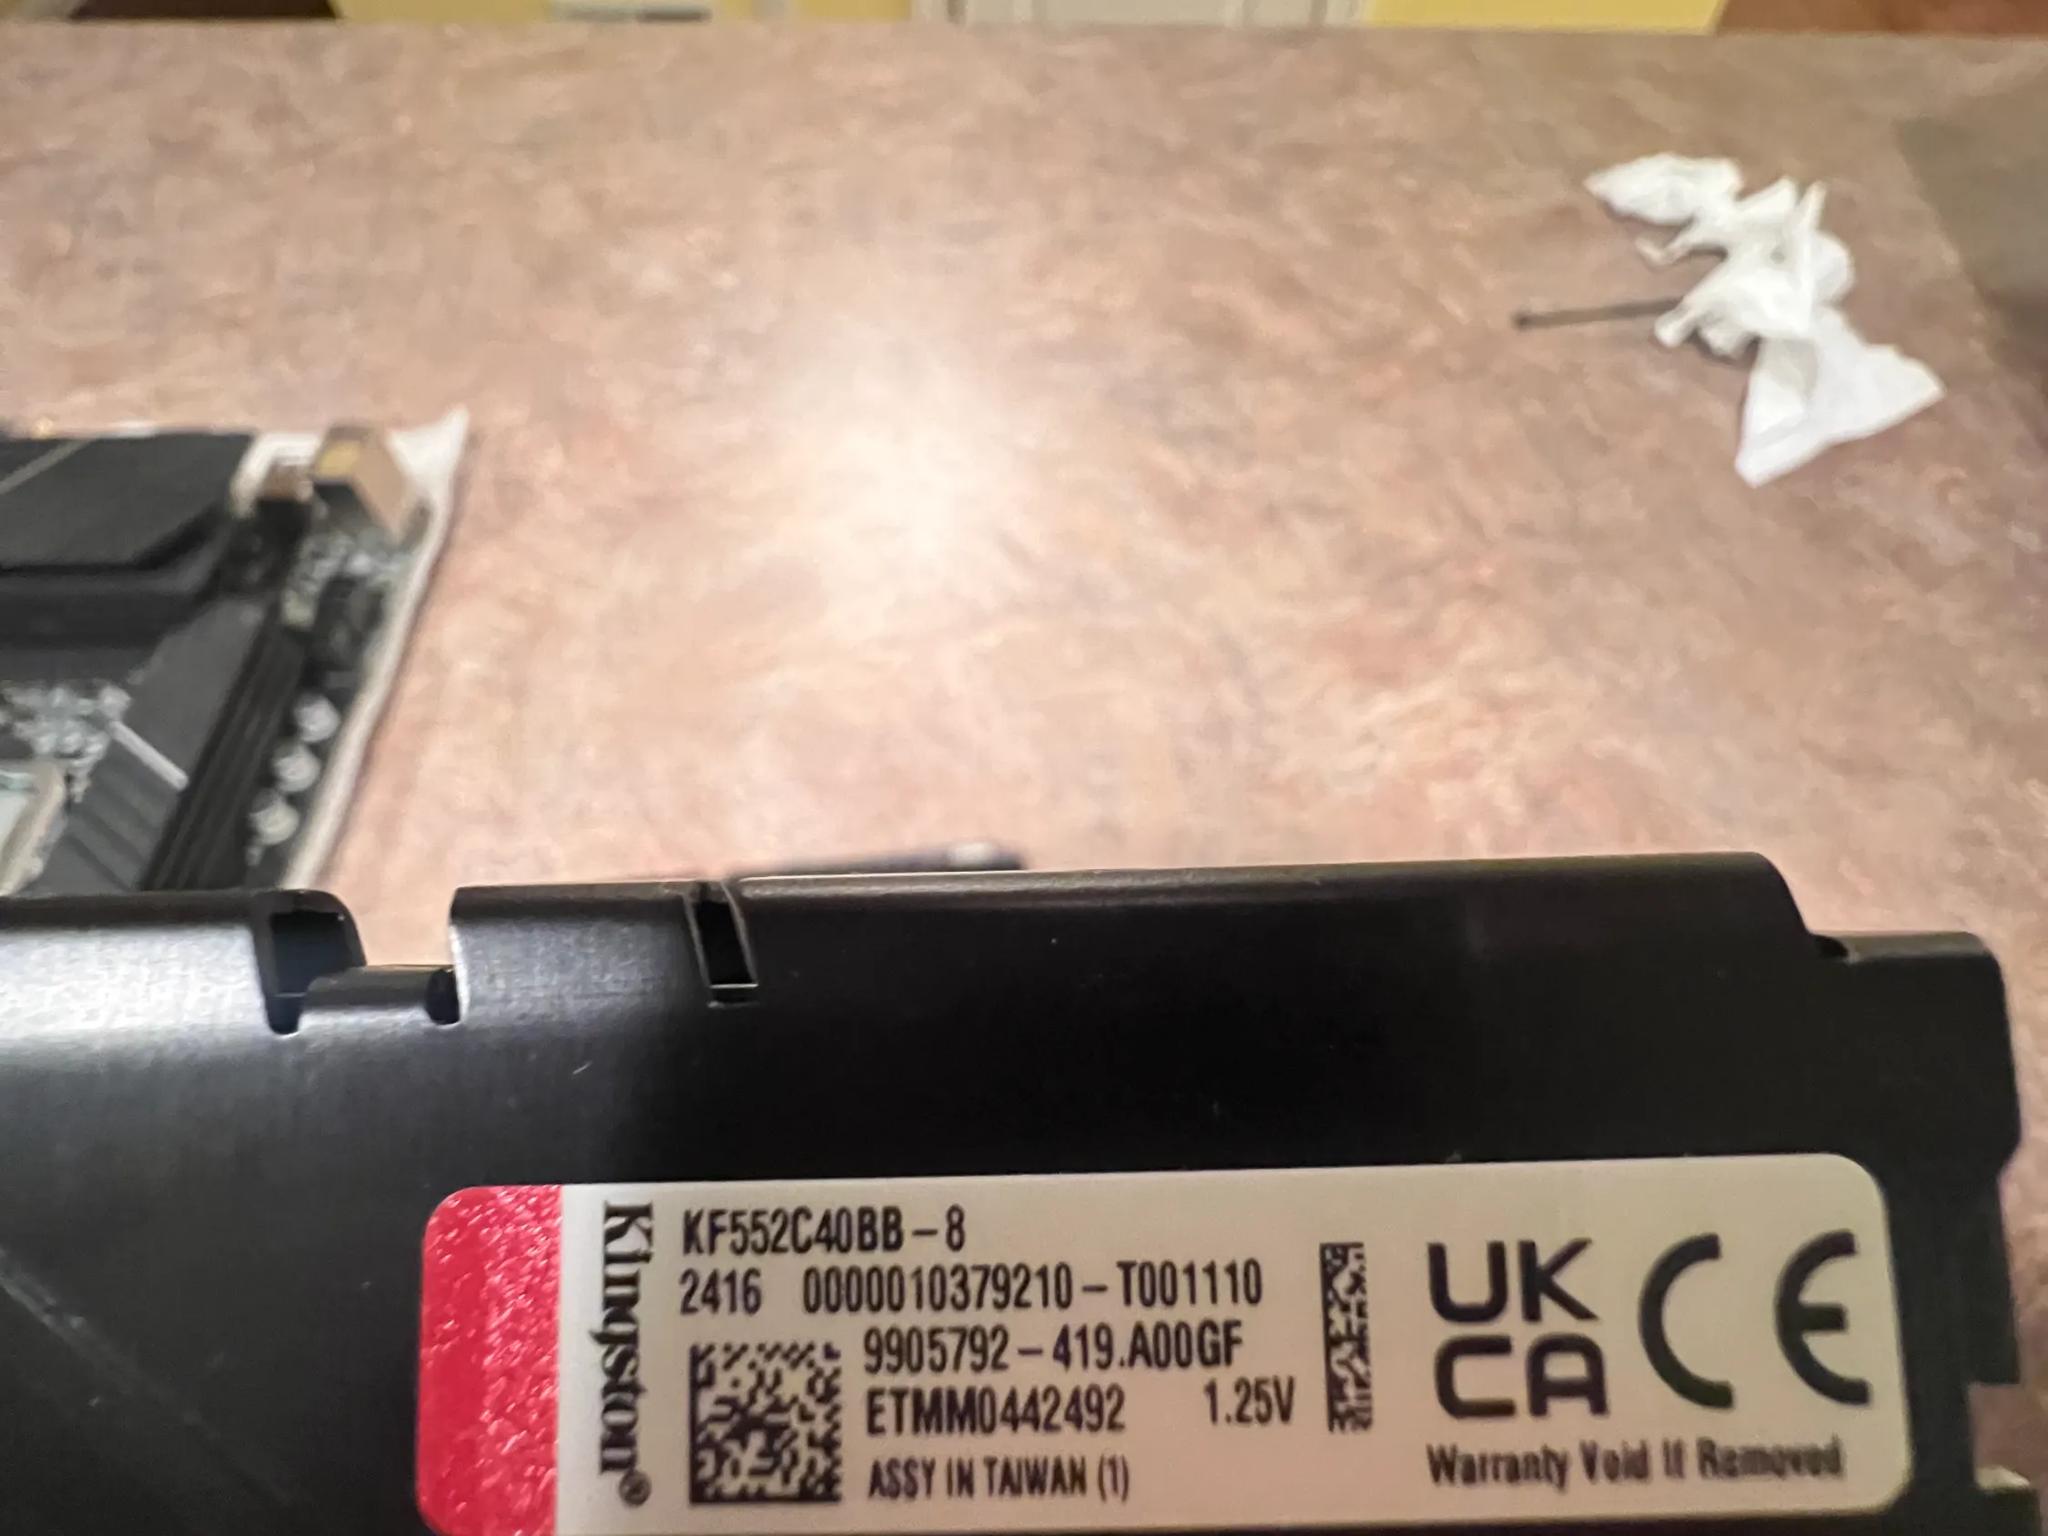 Kingston®
KF552C40BB-8
2416 0000010379210-T001110
9905792-419.A00GF
ETMM0442492 1.25V
ASSY IN TAIWAN (1)
UK
CA
CE
Warranty Void If Removed